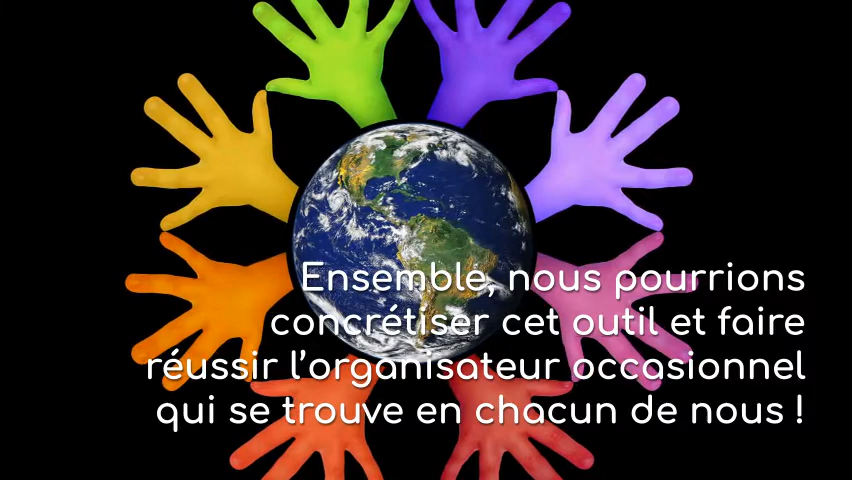 Ensemble, nous pourrions
concrétiser cet outil et faire
réussir l’organisateur occasionnel
qui se trouve en chacun de nous !